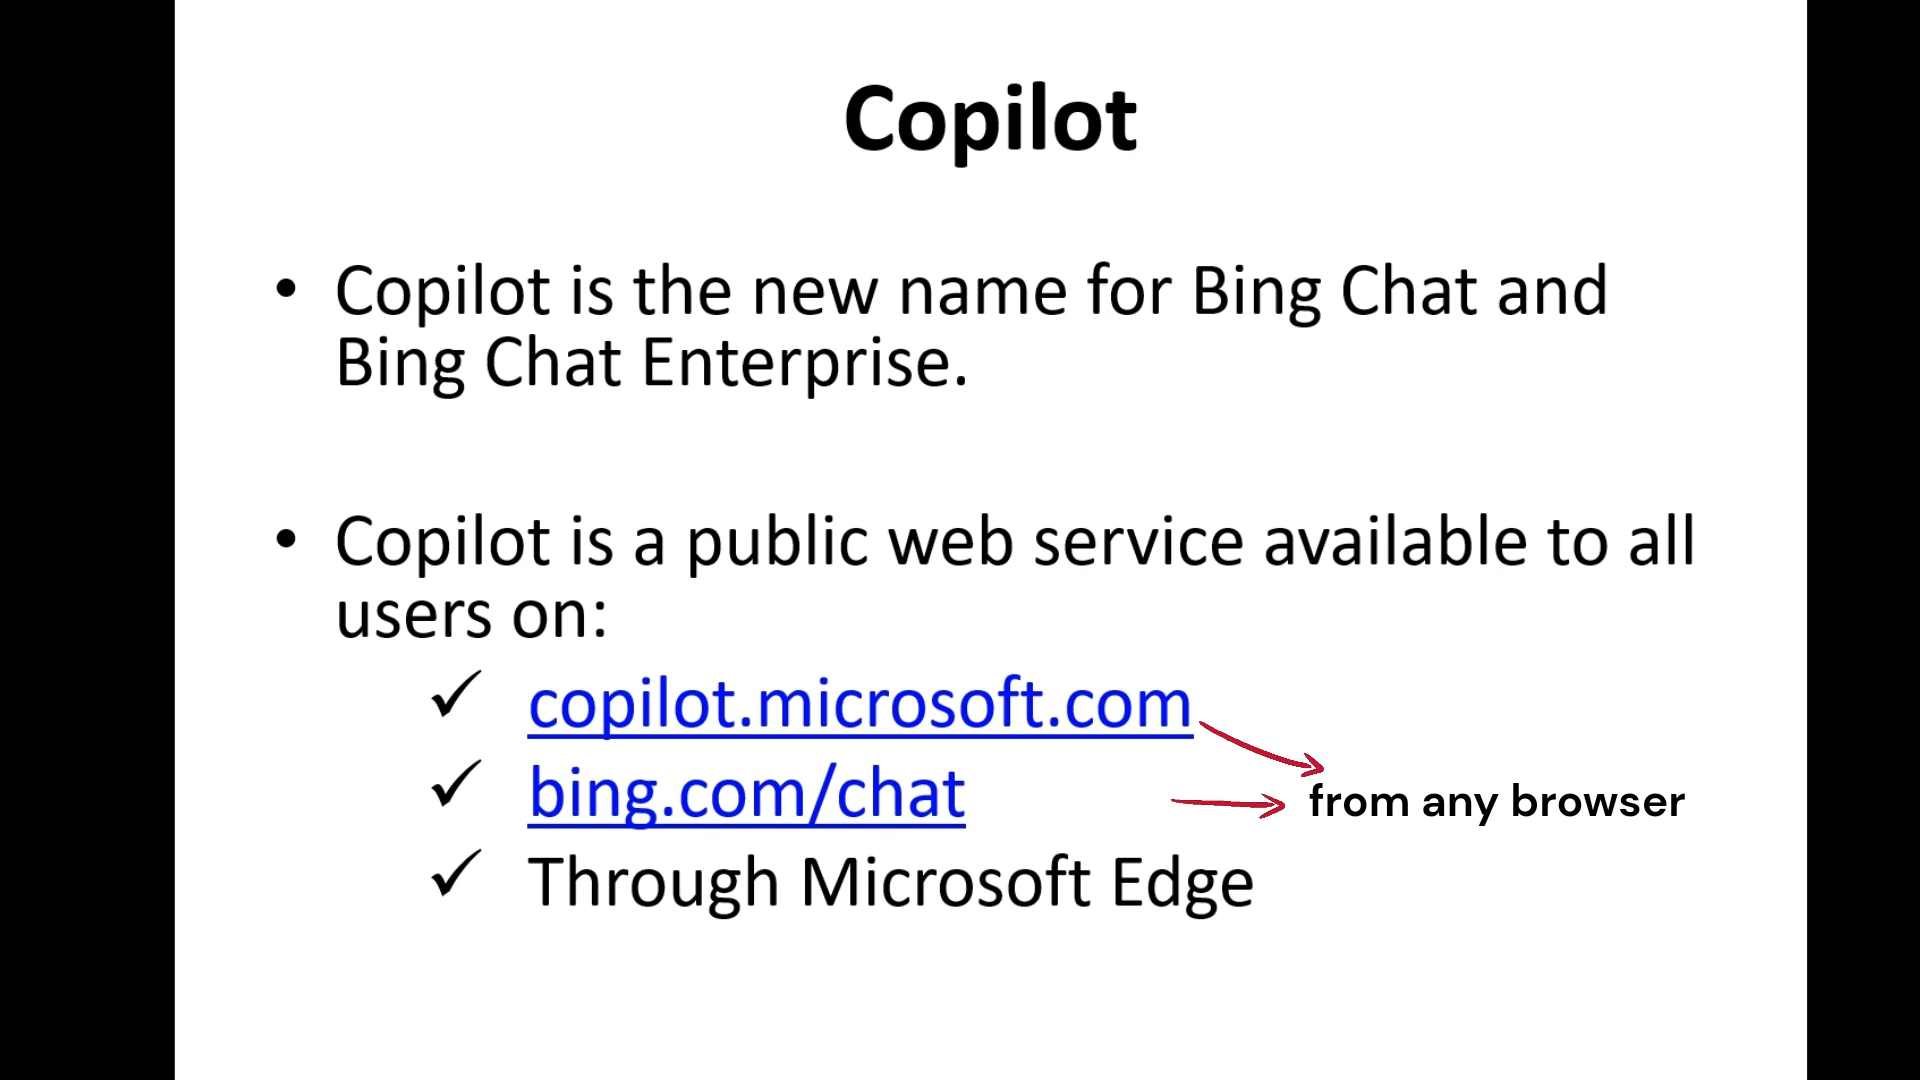 Copilot
• Copilot is the new name for Bing Chat and
Bing Chat Enterprise.
• Copilot is a public web service available to all
users on:
✓ copilot.microsoft.com
✓ bing.com/chat
from any browser
✓ Through Microsoft Edge